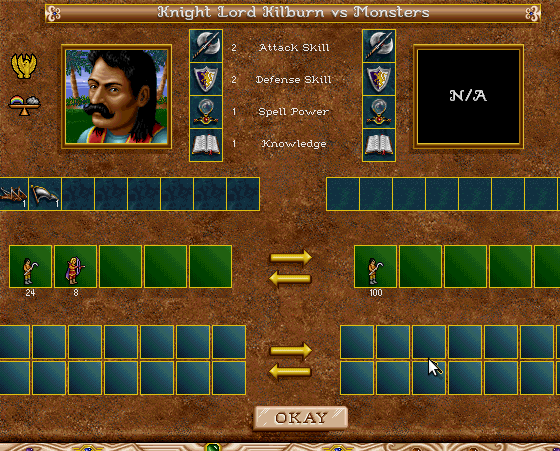 Knight Lord Kilburn vs Monsters
2 Attack Skill
2 Defense Skill
1 Spell Power
1 Knowledge
N/A
1 1
24 8 100
OKAY